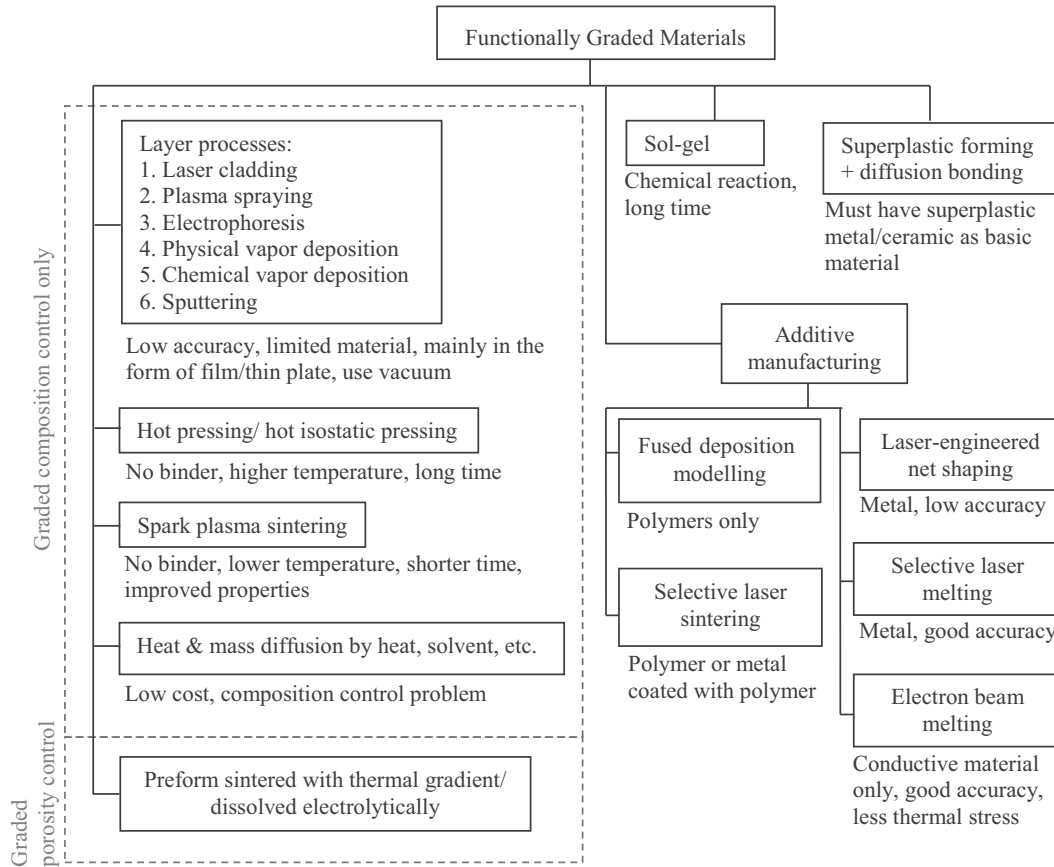 Functionally Graded Materials
Graded composition control only
Layer processes:
1. Laser cladding
2. Plasma spraying
3. Electrophoresis
4. Physical vapor deposition
5. Chemical vapor deposition
6. Sputtering
Low accuracy, limited material, mainly in the
form of film/thin plate, use vacuum
Hot pressing/ hot isostatic pressing
No binder, higher temperature, long time
Spark plasma sintering
No binder, lower temperature, shorter time,
improved properties
Heat & mass diffusion by heat, solvent, etc.
Low cost, composition control problem
Graded
porosity control
Preform sintered with thermal gradient/
dissolved electrolytically
Sol-gel
Chemical reaction,
long time
Superplastic forming
+ diffusion bonding
Must have superplastic
metal/ceramic as basic
material
Additive
manufacturing
Fused deposition
modelling
Polymers only
Selective laser
sintering
Polymer or metal
coated with polymer
Laser-engineered
net shaping
Metal, low accuracy
Selective laser
melting
Metal, good accuracy
Electron beam
melting
Conductive material
only, good accuracy,
less thermal stress